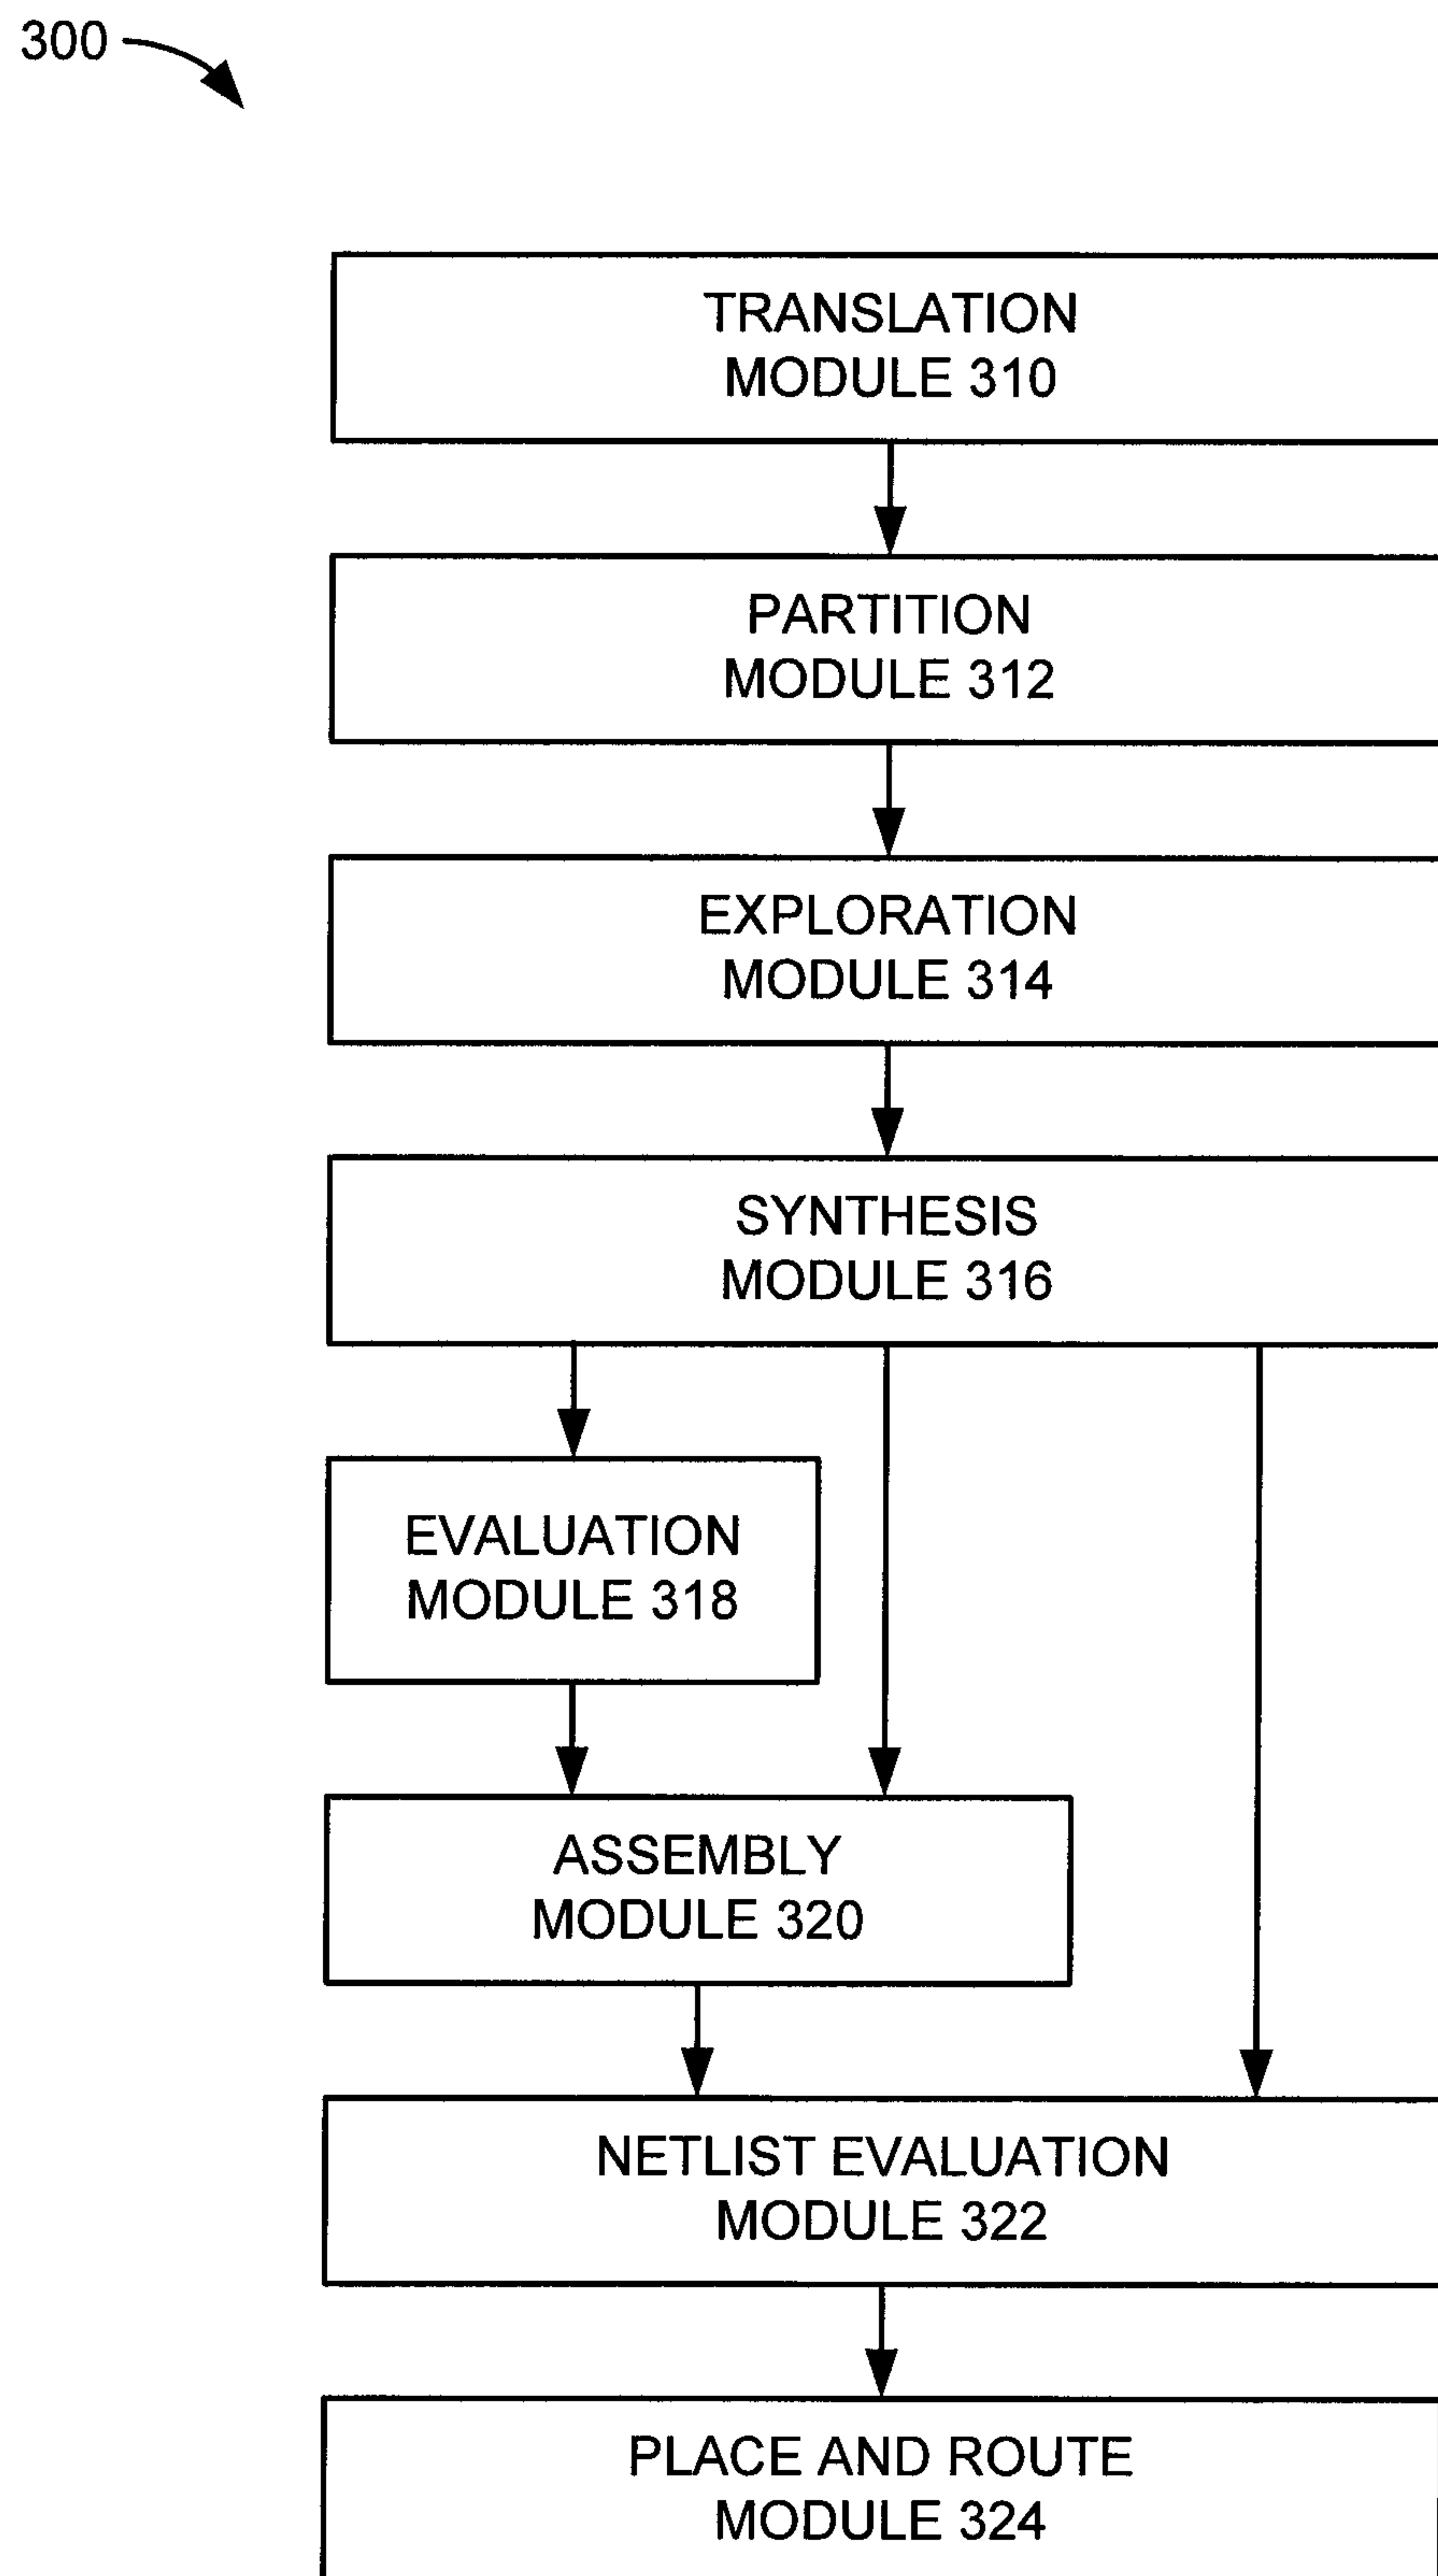 300
TRANSLATION
MODULE 310
PARTITION
MODULE 312
EXPLORATION
MODULE 314
SYNTHESIS
MODULE 316
EVALUATION
MODULE 318
ASSEMBLY
MODULE 320
NETLIST EVALUATION
MODULE 322
PLACE AND ROUTE
MODULE 324